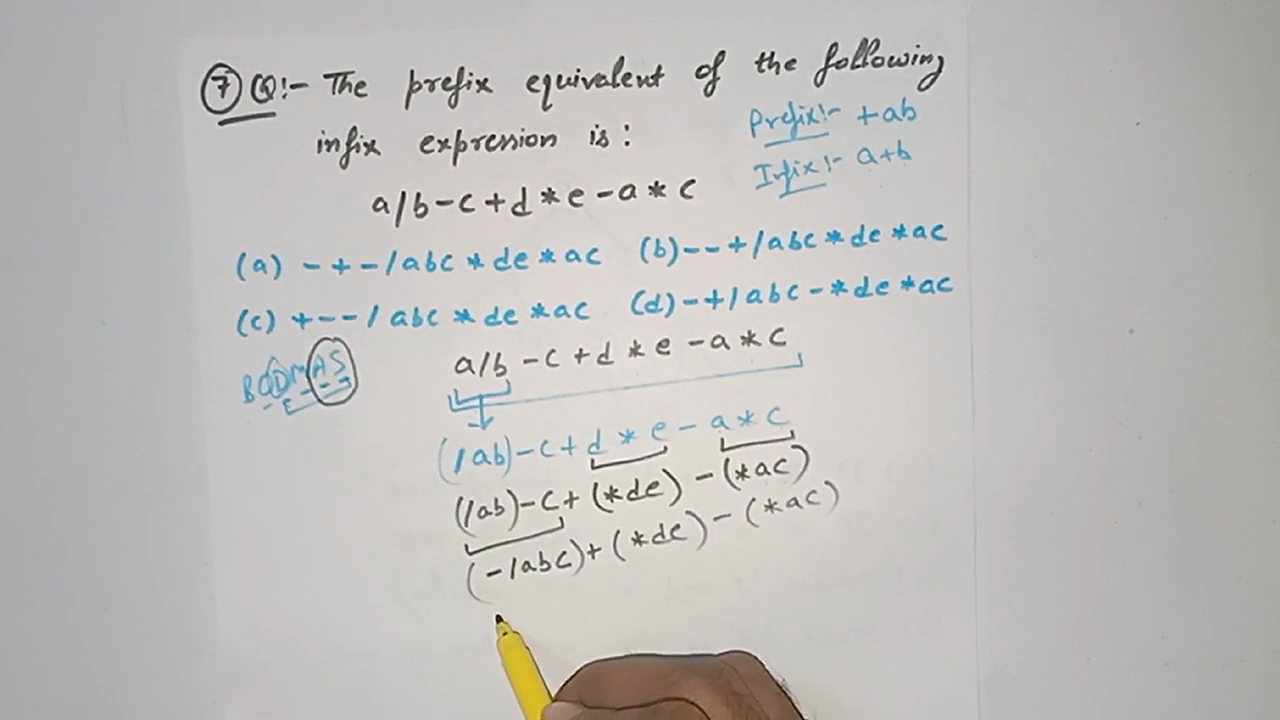 ⑦ Q:- The prefix equivalent of the following
infix expression is:
Prefix:- +ab
Infix:- a+b
a/b-c+d*e-a*c
(a) -+-/abc*de*ac (b)--+/abc*de*ac
(c) +--/abc*de*ac (d)-+/abc-*de*ac
BODMAS
a/b-c+d*e-a*c
(/ab)-c+d*e-a*c
(/ab)-c+(*de)-(*ac)
(-/abc)+(*de)-(*ac)
(